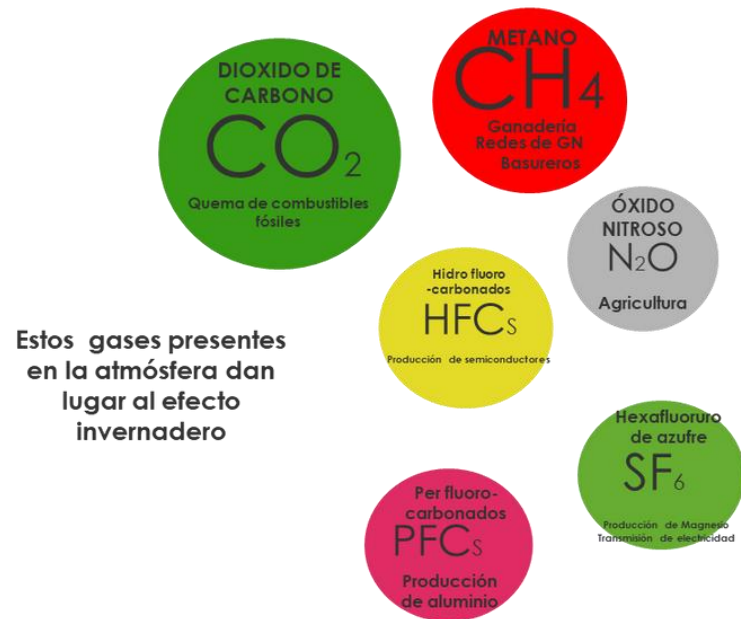 DIOXIDO DE
CARBONO
CO2
Quema de combustibles
fósiles
METANO
CH4
Ganadería
Redes de GN
Basureros
ÓXIDO
NITROSO
N2O
Agricultura
Hidro fluoro
-carbonados
HFCs
Producción de semiconductores
Estos gases presentes
en la atmósfera dan
lugar al efecto
invernadero
Hexafluoruro
de azufre
SF6
Producción de Magnesio
Transmisión de electricidad
Per fluoro-
carbonados
PFCs
Producción
de aluminio